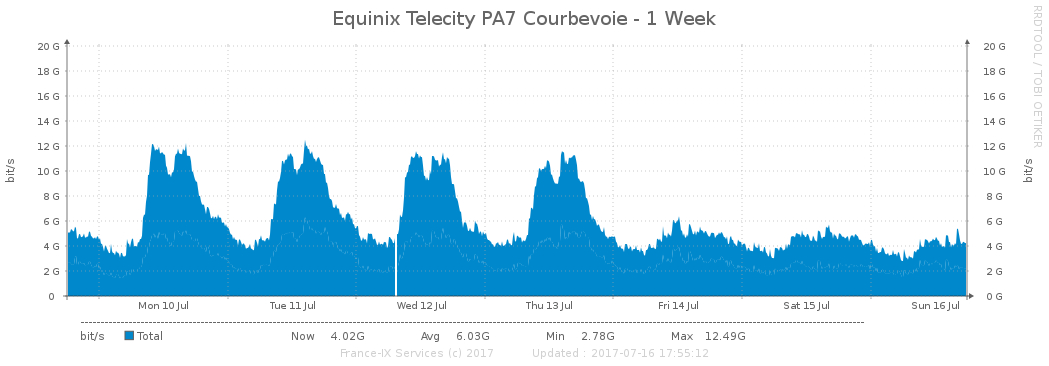 Equinix Telecity PA7 Courbevoie - 1 Week
RRDTOOL / TOBI OETIKER
bit/s
20 G 20 G
18 G 18 G
16 G 16 G
14 G 14 G
12 G 12 G
10 G 10 G
8 G 8 G
6 G 6 G
4 G 4 G
2 G 2 G
0 0 G
bit/s
Mon 10 Jul Tue 11 Jul Wed 12 Jul Thu 13 Jul Fri 14 Jul Sat 15 Jul Sun 16 Jul
bit/s Total Now 4.02G Avg 6.03G Min 2.78G Max 12.49G
France-IX Services (c) 2017 Updated : 2017-07-16 17:55:12